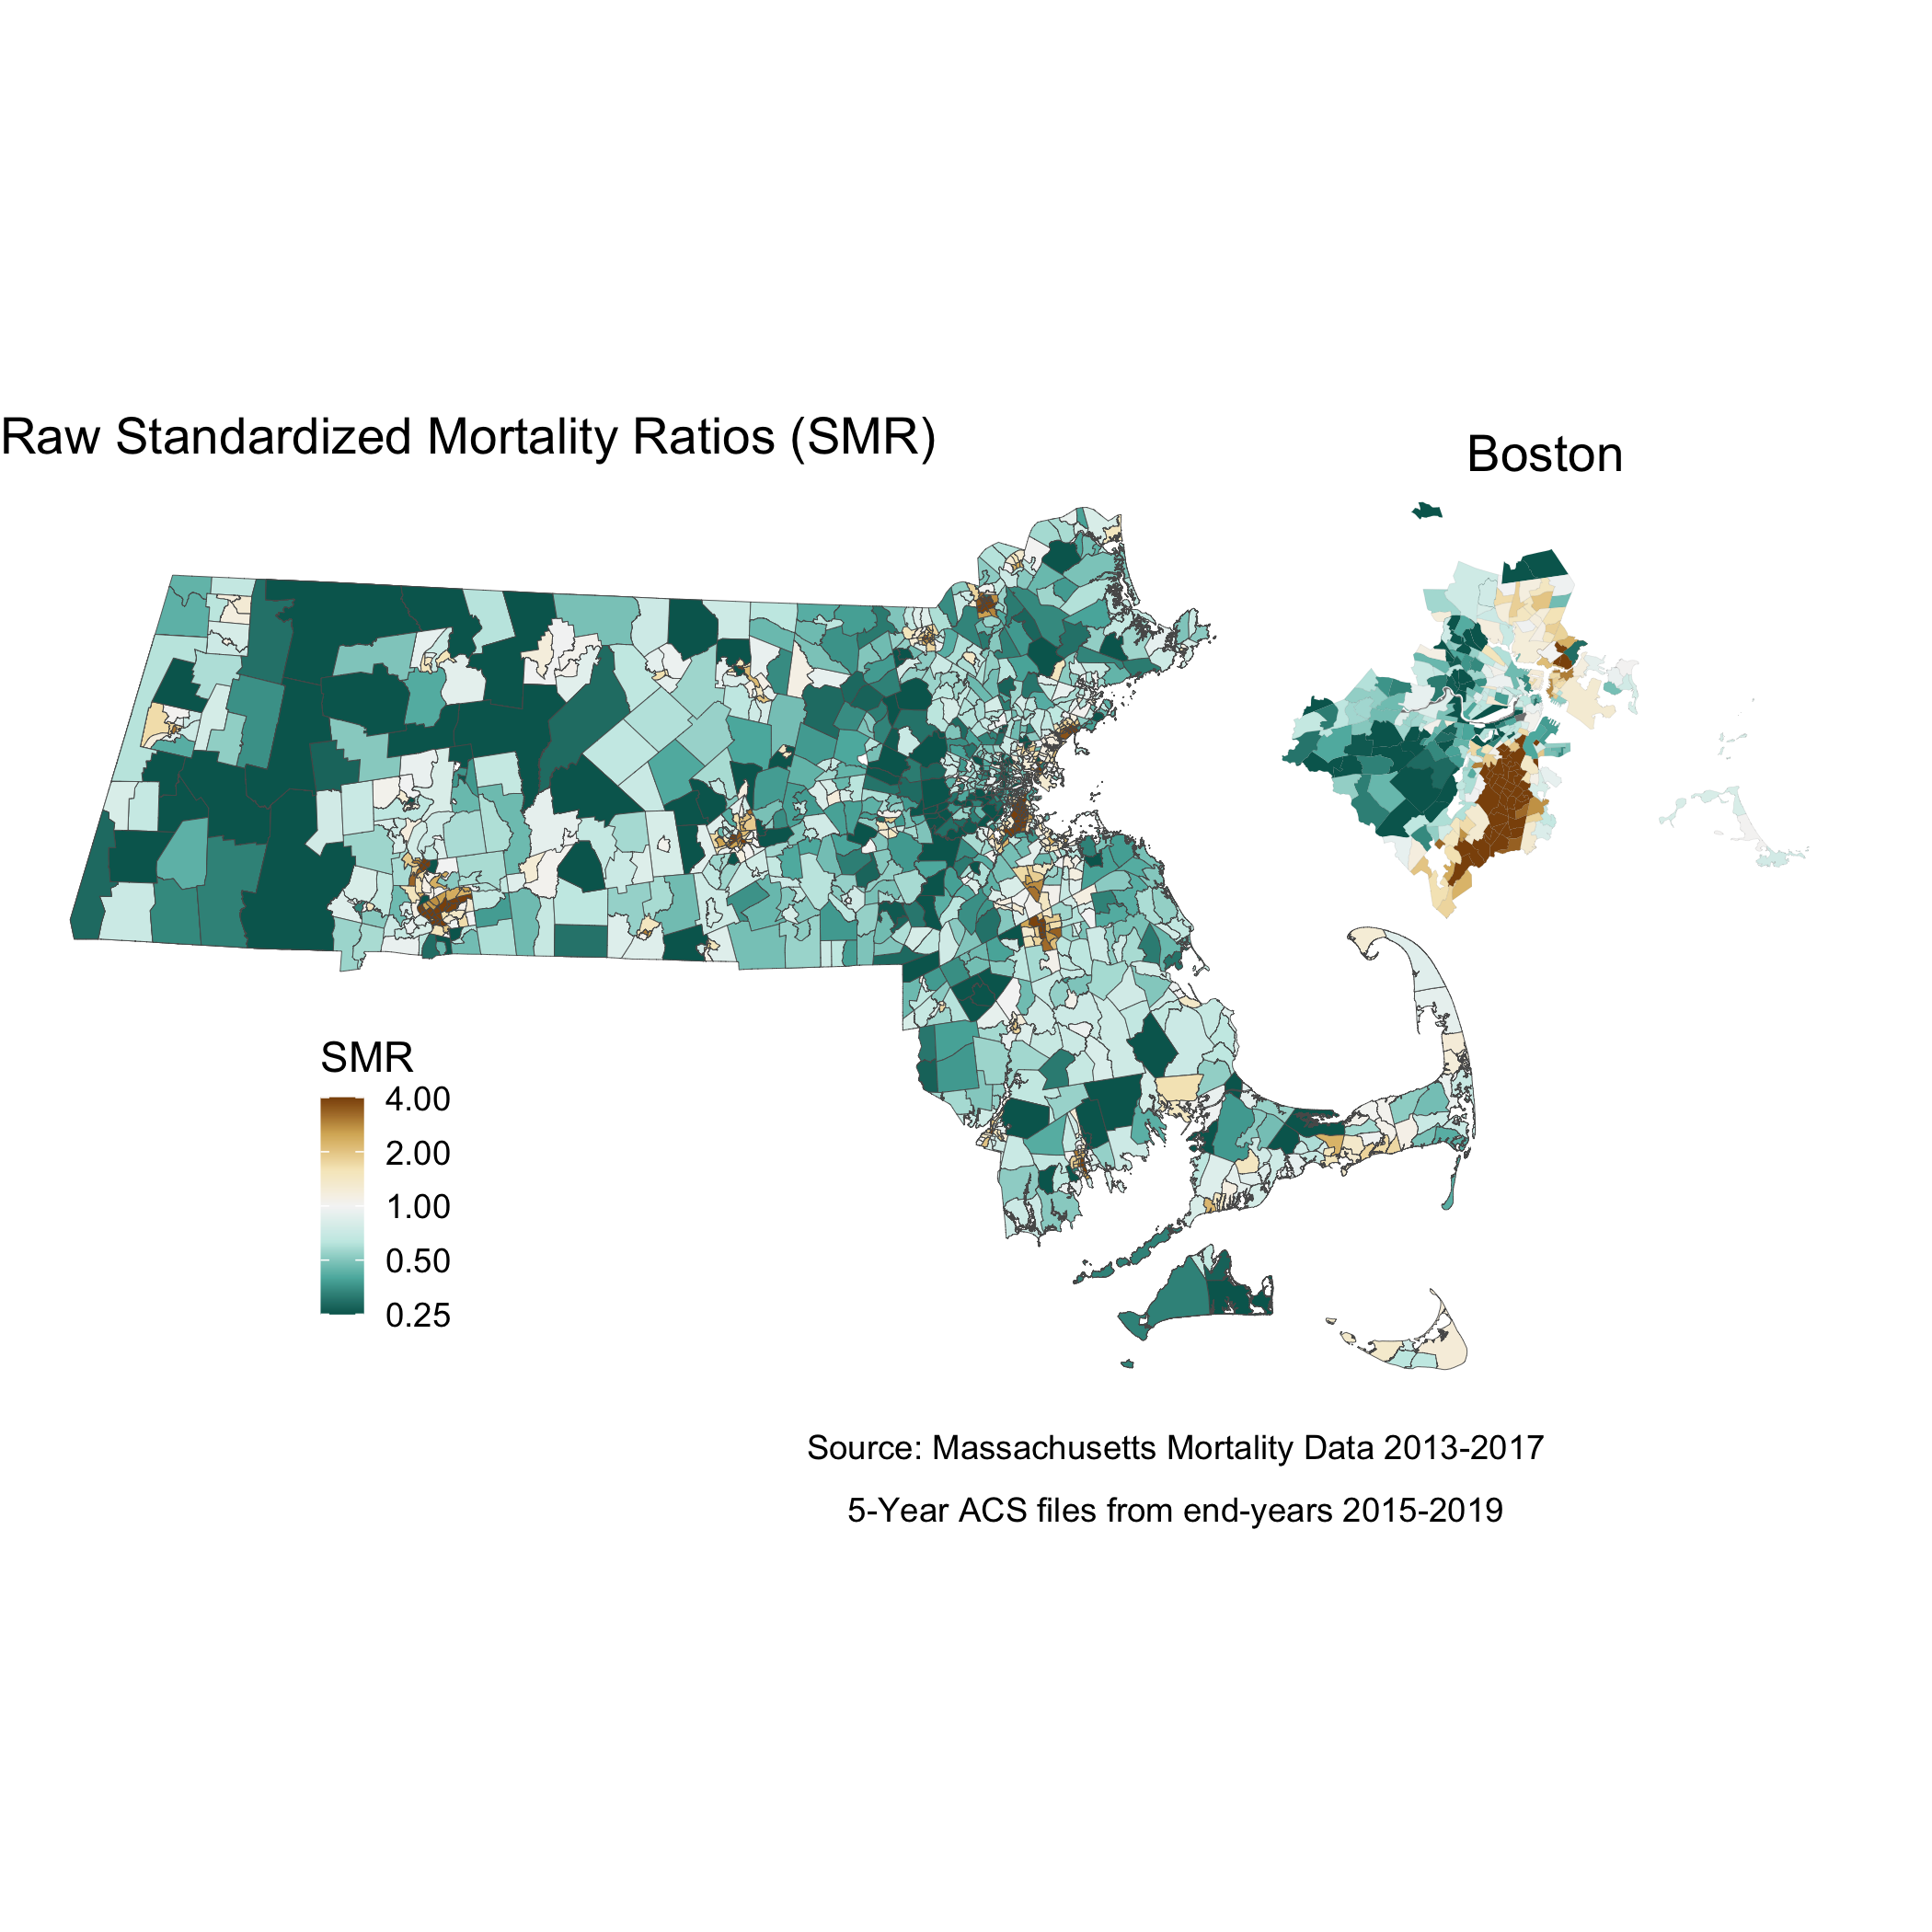 Raw Standardized Mortality Ratios (SMR)
Boston
SMR
4.00
2.00
1.00
0.50
0.25
Source: Massachusetts Mortality Data 2013-2017
5-Year ACS files from end-years 2015-2019